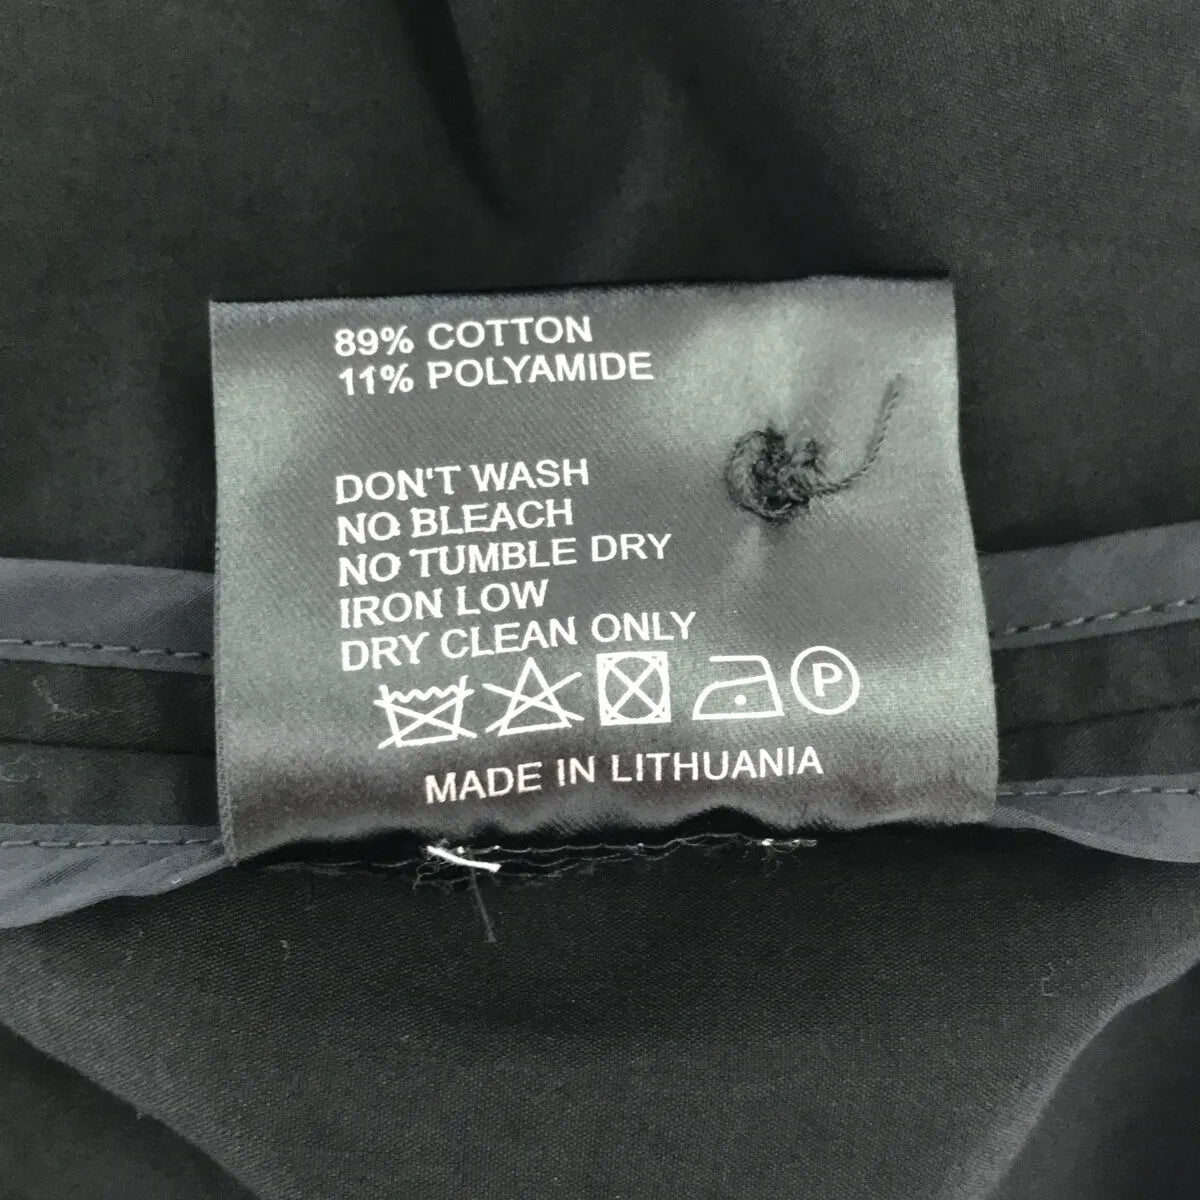 89% COTTON
11% POLYAMIDE
DON'T WASH
NO BLEACH
NO TUMBLE DRY
IRON LOW
DRY CLEAN ONLY
P
MADE IN LITHUANIA